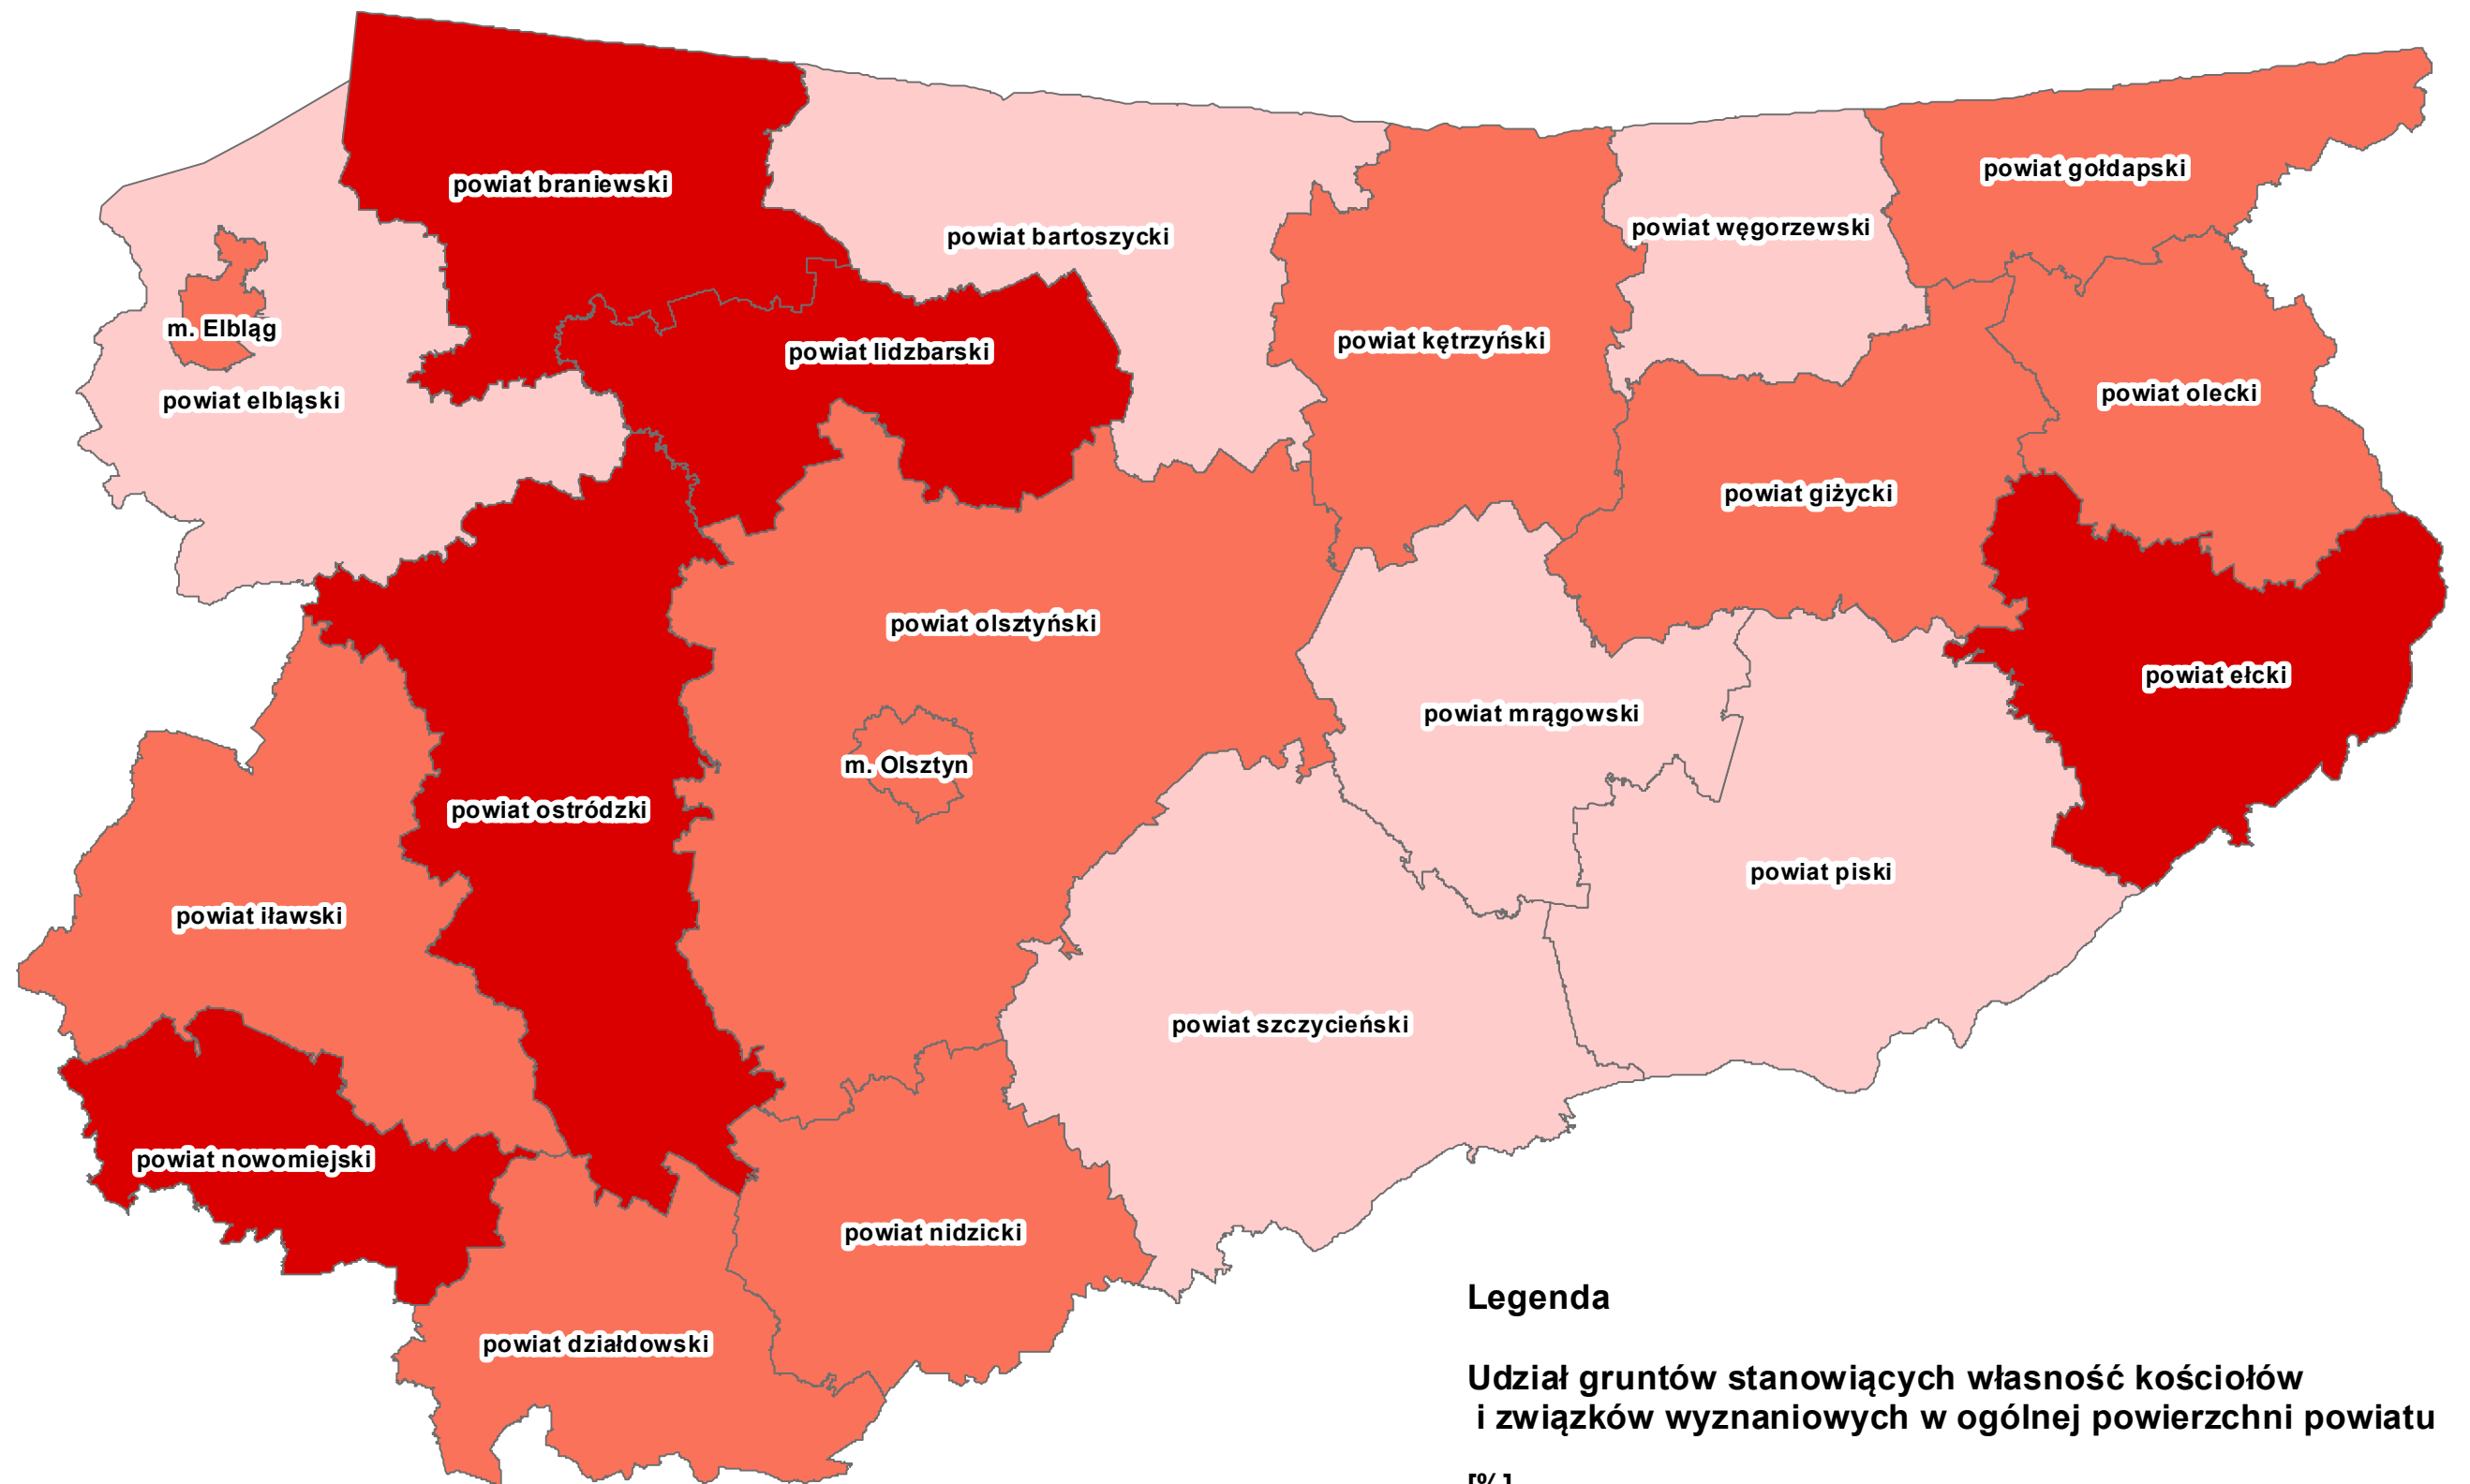 powiat gołdapski
powiat braniewski
powiat węgorzewski
powiat bartoszycki
m. Elbląg
powiat kętrzyński
powiat lidzbarski
powiat olecki
powiat elbląski
powiat giżycki
powiat olsztyński
powiat ełcki
powiat mrągowski
m. Olsztyn
powiat ostródzki
powiat piski
powiat iławski
powiat szczycieński
powiat nowomiejski
powiat nidzicki
powiat działdowski
Legenda
Udział gruntów stanowiących własność kościołów
i związków wyznaniowych w ogólnej powierzchni powiatu
[%]